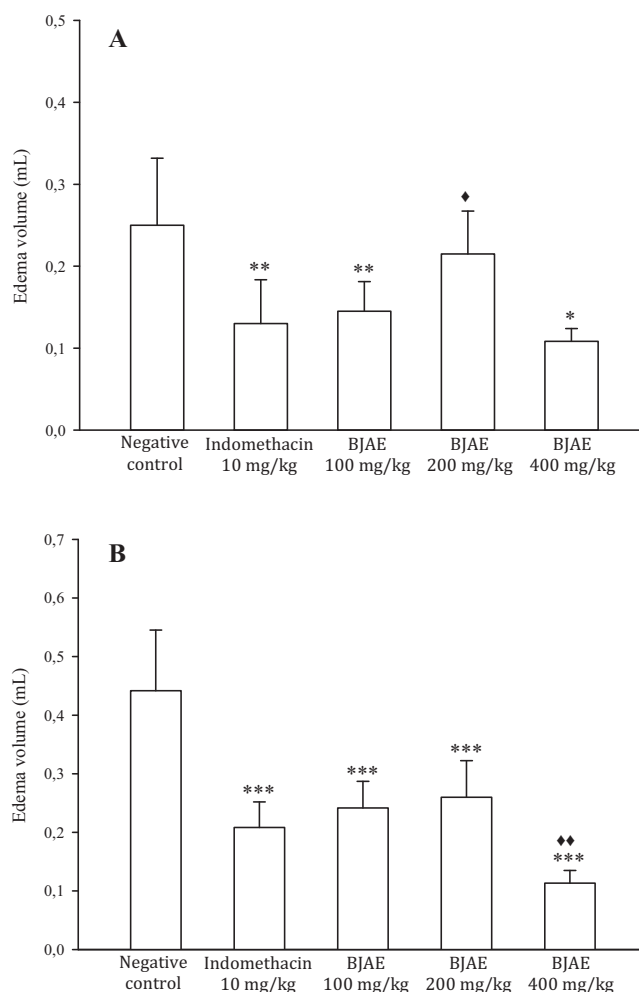 A
Edema volume (mL)
0,5
0,4
0,3
0,2
0,1
0,0
** ** ♦ *
Negative control
Indomethacin 10 mg/kg
BJAE 100 mg/kg
BJAE 200 mg/kg
BJAE 400 mg/kg
B
Edema volume (mL)
0,7
0,6
0,5
0,4
0,3
0,2
0,1
0,0
*** *** *** ♦♦ ***
Negative control
Indomethacin 10 mg/kg
BJAE 100 mg/kg
BJAE 200 mg/kg
BJAE 400 mg/kg